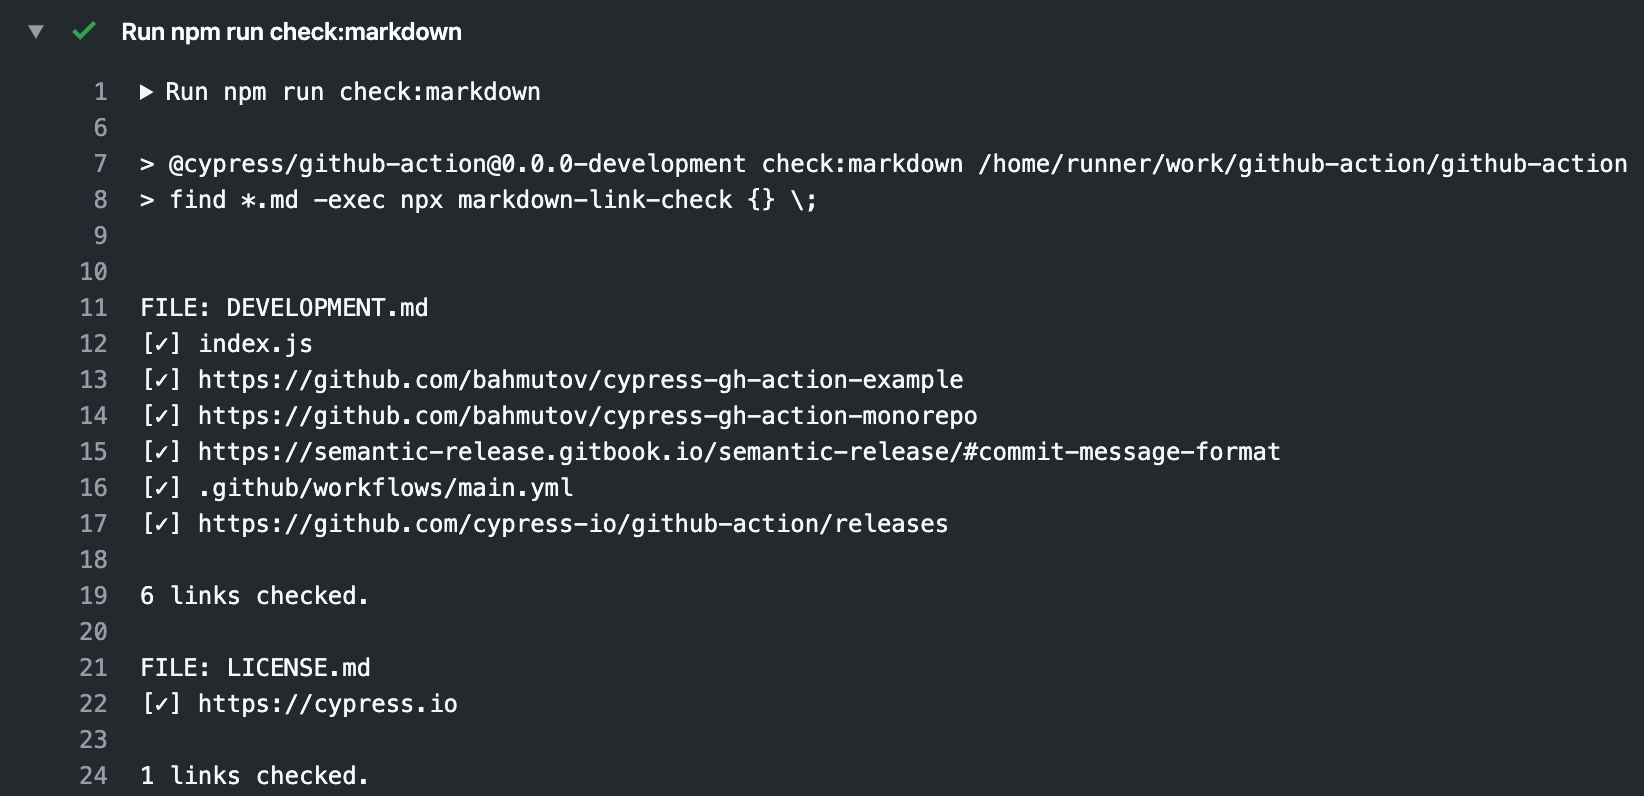 ▼ ✓ Run npm run check:markdown
1 ▶ Run npm run check:markdown
6
7 > @cypress/github-action@0.0.0-development check:markdown /home/runner/work/github-action/github-action
8 > find *.md -exec npx markdown-link-check {} \;
9
10
11 FILE: DEVELOPMENT.md
12 [✓] index.js
13 [✓] https://github.com/bahmutov/cypress-gh-action-example
14 [✓] https://github.com/bahmutov/cypress-gh-action-monorepo
15 [✓] https://semantic-release.gitbook.io/semantic-release/#commit-message-format
16 [✓] .github/workflows/main.yml
17 [✓] https://github.com/cypress-io/github-action/releases
18
19 6 links checked.
20
21 FILE: LICENSE.md
22 [✓] https://cypress.io
23
24 1 links checked.